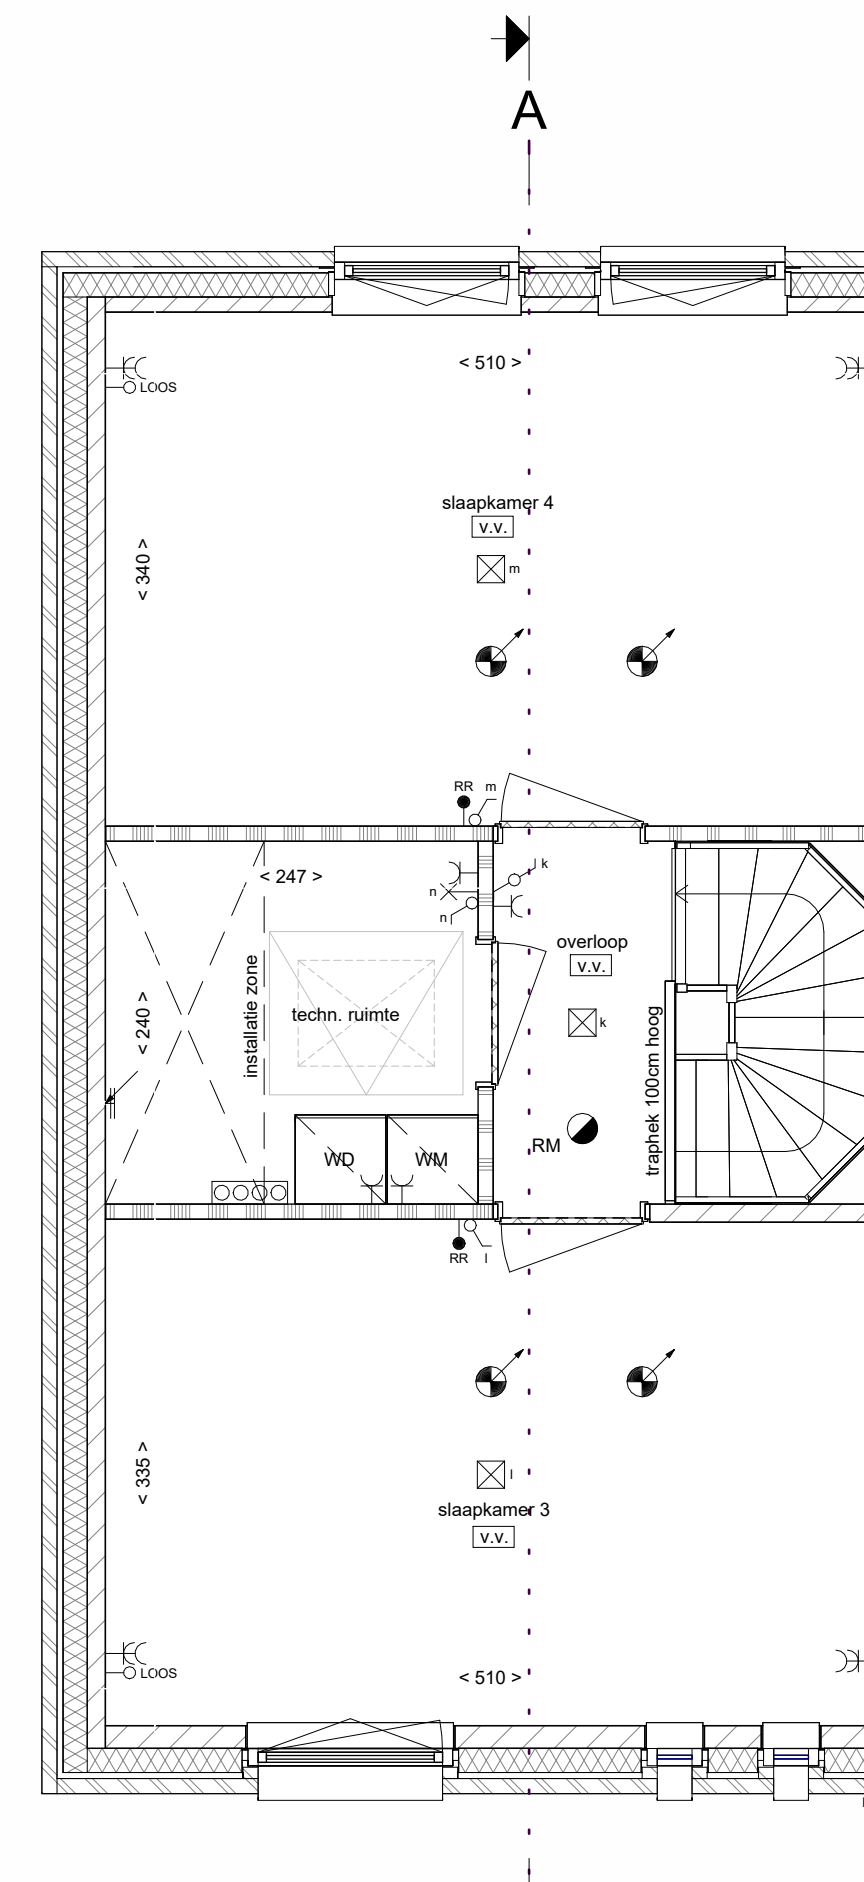 A
< 510 >
LOOS
slaapkamer 4
v.v.
m
< 340 >
RR m
< 247 >
k
n
n
overloop
v.v.
installatie zone
techn. ruimte
< 240 >
k
traphek 100cm hoog
RM
WD
WM
RR l
l
< 335 >
slaapkamer 3
v.v.
LOOS
< 510 >